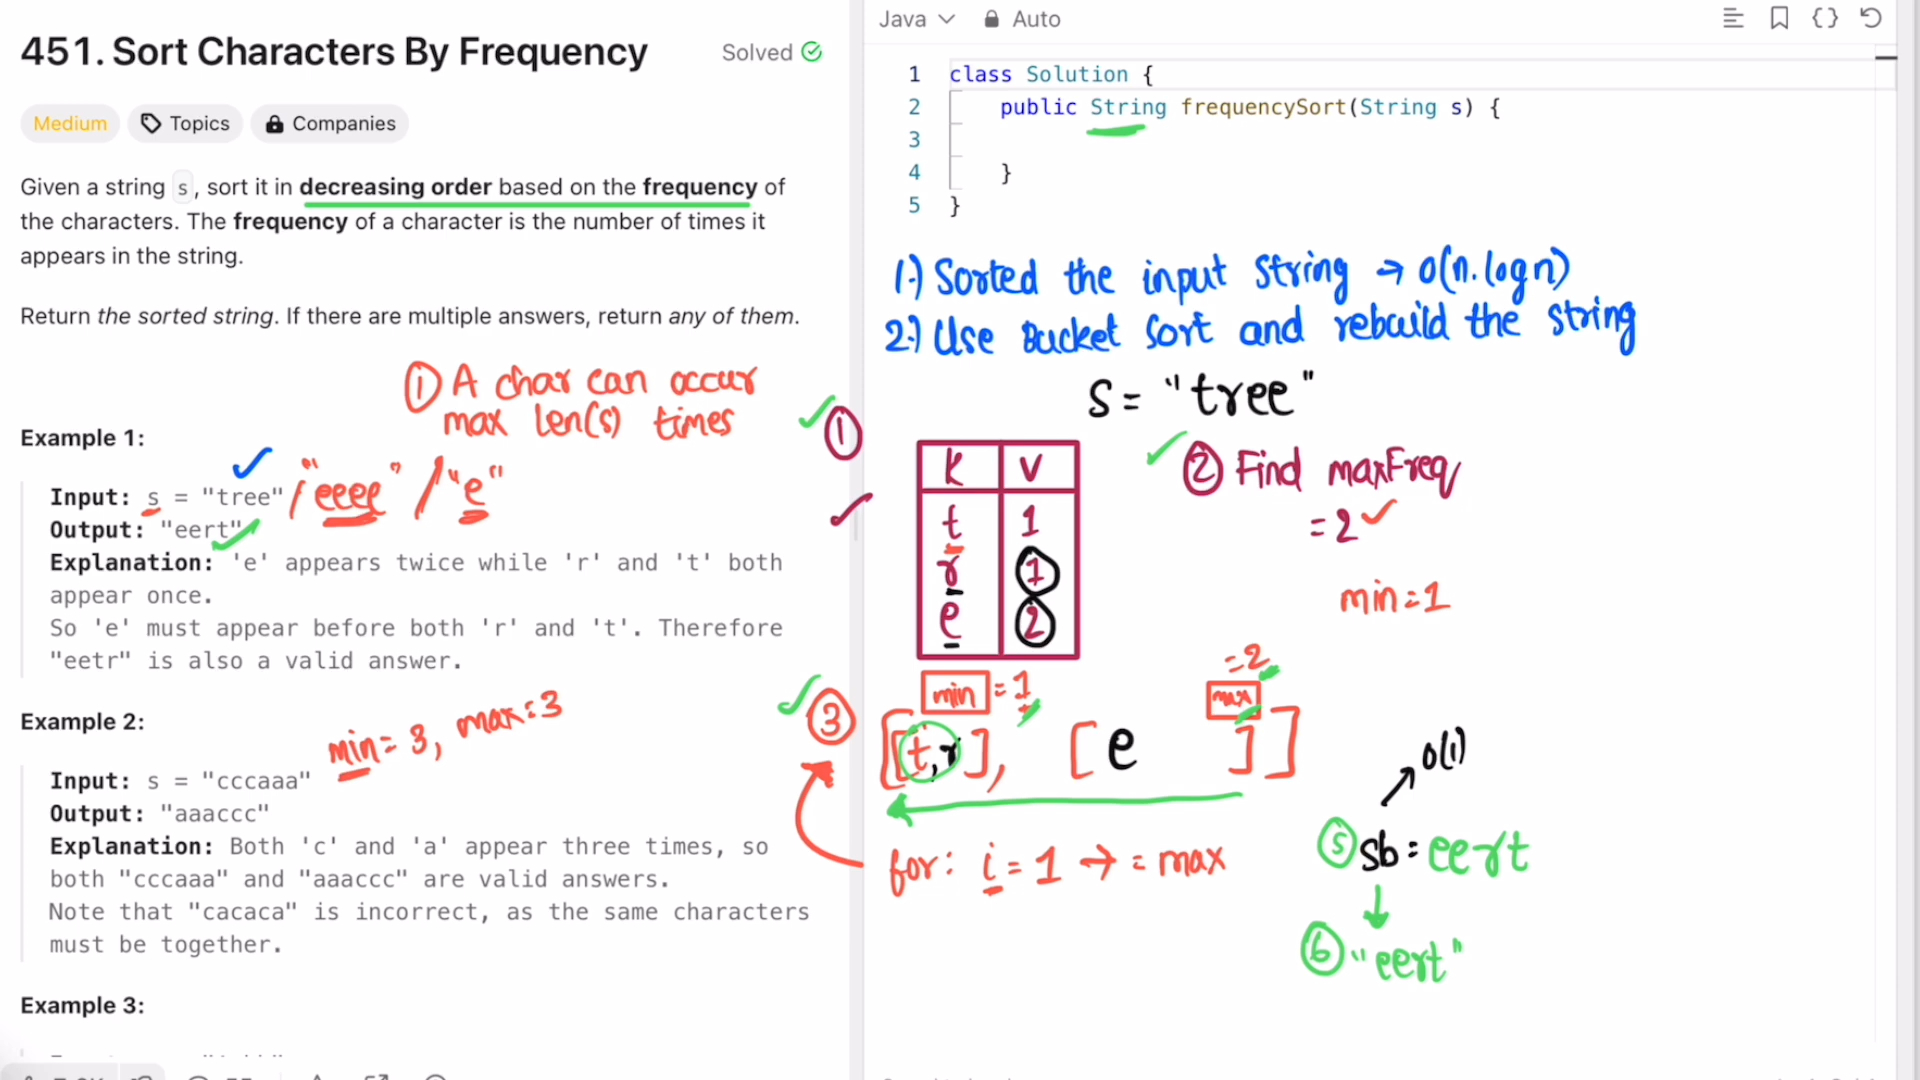 451. Sort Characters By Frequency
Solved
Medium
Topics
Companies
Given a string s, sort it in decreasing order based on the frequency of
the characters. The frequency of a character is the number of times it
appears in the string.
Return the sorted string. If there are multiple answers, return any of them.
① A char can occur
max len(s) times
Example 1:
Input: s = "tree" / "eeee" / "e"
Output: "eert"
Explanation: 'e' appears twice while 'r' and 't' both
appear once.
So 'e' must appear before both 'r' and 't'. Therefore
"eetr" is also a valid answer.
Example 2:
min = 3, max = 3
Input: s = "cccaaa"
Output: "aaaccc"
Explanation: Both 'c' and 'a' appear three times, so
both "cccaaa" and "aaaccc" are valid answers.
Note that "cacaca" is incorrect, as the same characters
must be together.
Example 3:
Java
Auto
1 class Solution {
2 public String frequencySort(String s) {
3
4 }
5 }
1.) Sorted the input string → O(n.logn)
2.) Use Bucket Sort and rebuild the string
S = "tree"
①
K V
t 1
r 1
e 2
② Find maxFreq
= 2
min = 1
min = 1
= 2
max
③ [[t,r], [e ]]
for: i = 1 → = max
O(1)
⑤ sb = eert
⑥ "eert"